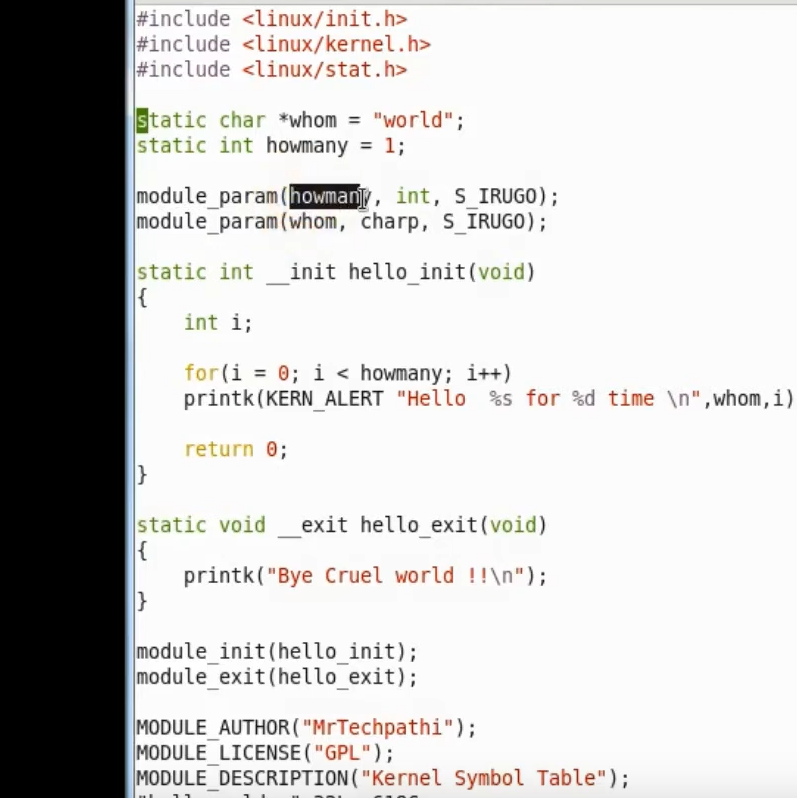 #include <linux/init.h>
#include <linux/kernel.h>
#include <linux/stat.h>
static char *whom = "world";
static int howmany = 1;
module_param(howmany, int, S_IRUGO);
module_param(whom, charp, S_IRUGO);
static int __init hello_init(void)
{
int i;
for(i = 0; i < howmany; i++)
printk(KERN_ALERT "Hello  %s for %d time \n",whom,i)
return 0;
}
static void __exit hello_exit(void)
{
printk("Bye Cruel world !!\n");
}
module_init(hello_init);
module_exit(hello_exit);
MODULE_AUTHOR("MrTechpathi");
MODULE_LICENSE("GPL");
MODULE_DESCRIPTION("Kernel Symbol Table");